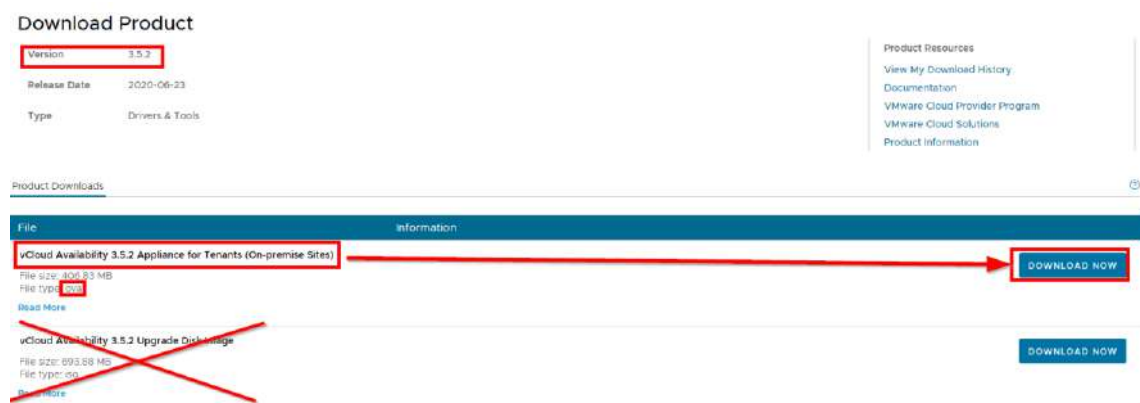 Download Product
Version 3.5.2
Release Date 2020-06-23
Type Drivers & Tools
Product Resources
View My Download History
Documentation
VMware Cloud Provider Program
VMware Cloud Solutions
Product Information
Product Downloads
File Information
vCloud Availability 3.5.2 Appliance for Tenants (On-premise Sites)
File size: 406.83 MB
File type: ova
Read More
DOWNLOAD NOW
vCloud Availability 3.5.2 Upgrade Disk Image
File size: 693.88 MB
File type: iso
Read More
DOWNLOAD NOW